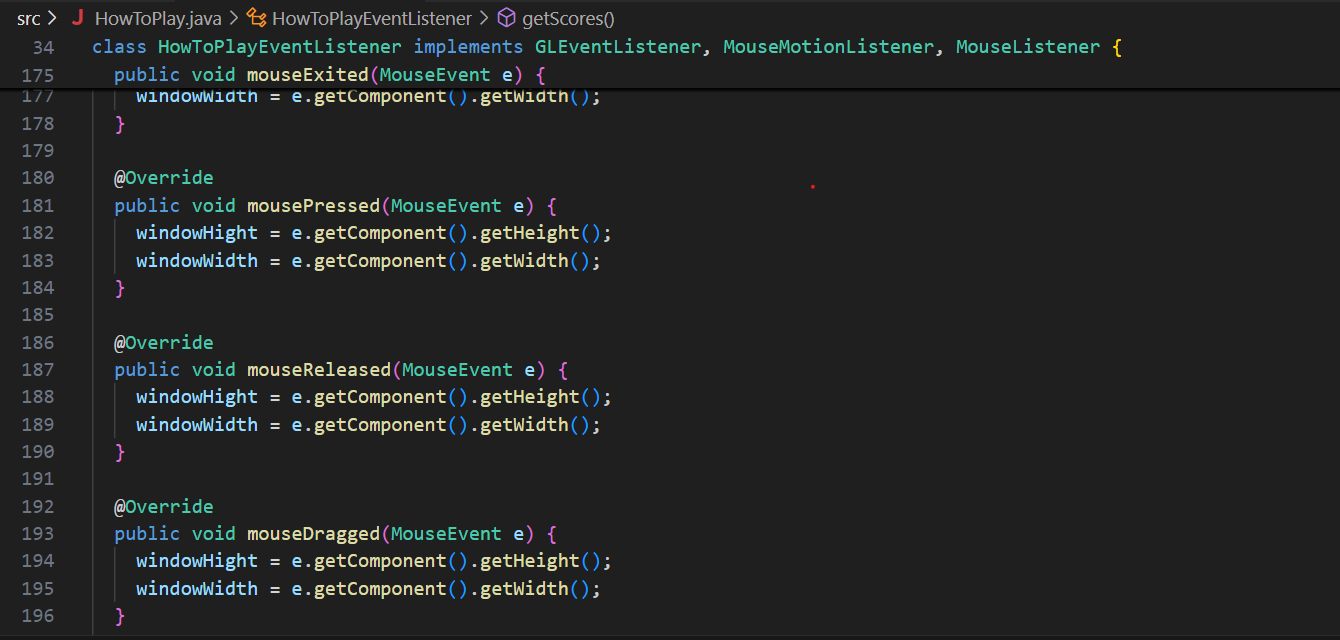 src > HowToPlay.java > HowToPlayEventListener > getScores()
34 class HowToPlayEventListener implements GLEventListener, MouseMotionListener, MouseListener {
175 public void mouseExited(MouseEvent e) {
177 windowWidth = e.getComponent().getWidth();
178 }
179
180 @Override
181 public void mousePressed(MouseEvent e) {
182 windowHight = e.getComponent().getHeight();
183 windowWidth = e.getComponent().getWidth();
184 }
185
186 @Override
187 public void mouseReleased(MouseEvent e) {
188 windowHight = e.getComponent().getHeight();
189 windowWidth = e.getComponent().getWidth();
190 }
191
192 @Override
193 public void mouseDragged(MouseEvent e) {
194 windowHight = e.getComponent().getHeight();
195 windowWidth = e.getComponent().getWidth();
196 }